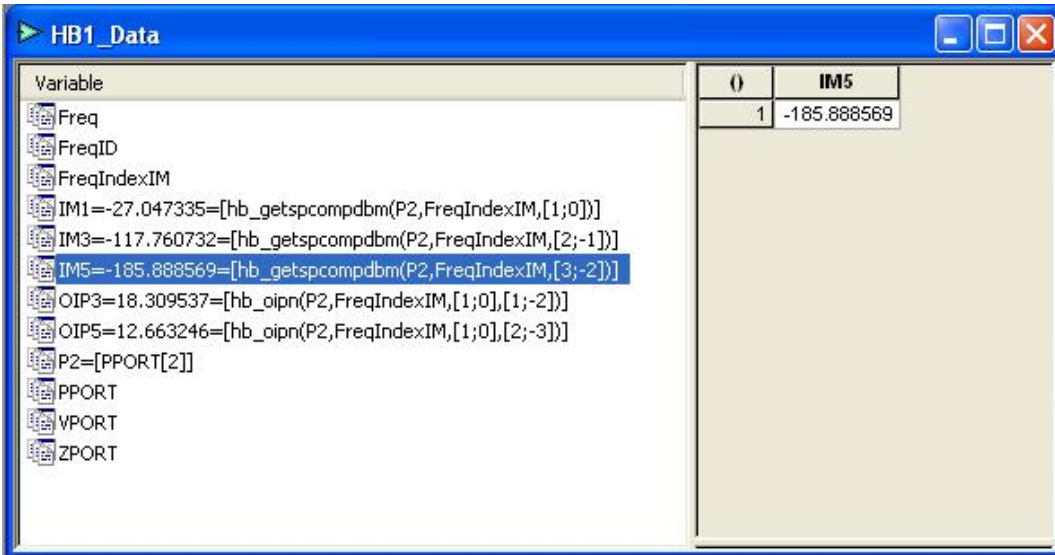 HB1_Data
Variable
Freq
FreqID
FreqIndexIM
IM1=-27.047335=[hb_getspcompdbm(P2,FreqIndexIM,[1;0])]
IM3=-117.760732=[hb_getspcompdbm(P2,FreqIndexIM,[2;-1])]
IM5=-185.888569=[hb_getspcompdbm(P2,FreqIndexIM,[3;-2])]
OIP3=18.309537=[hb_oipn(P2,FreqIndexIM,[1;0],[1;-2])]
OIP5=12.663246=[hb_oipn(P2,FreqIndexIM,[1;0],[2;-3])]
P2=[PPORT[2]]
PPORT
VPORT
ZPORT
() IM5
1 -185.888569